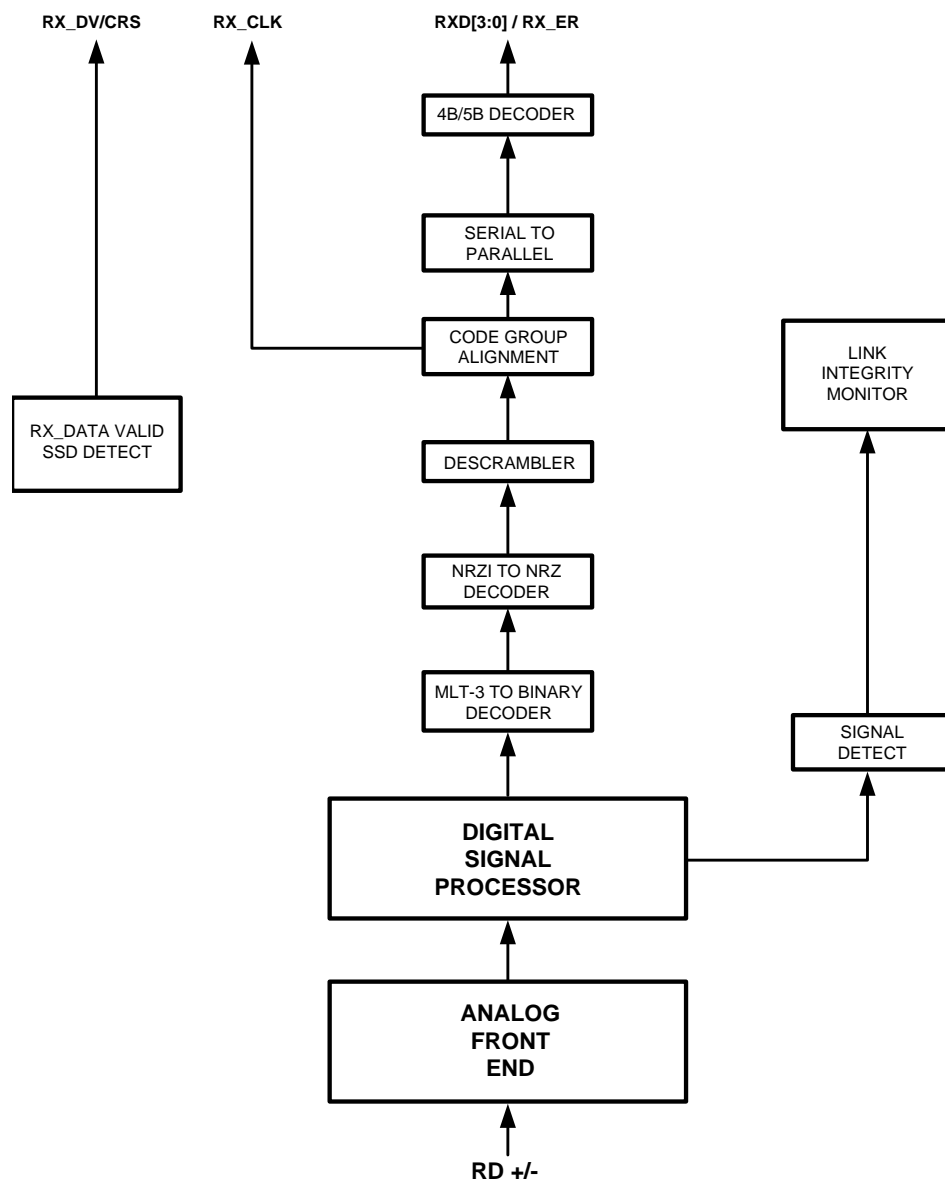 RX_DV/CRS
RX_CLK
RXD[3:0] / RX_ER
4B/5B DECODER
SERIAL TO
PARALLEL
CODE GROUP
ALIGNMENT
LINK
INTEGRITY
MONITOR
RX_DATA VALID
SSD DETECT
DESCRAMBLER
NRZI TO NRZ
DECODER
MLT-3 TO BINARY
DECODER
SIGNAL
DETECT
DIGITAL
SIGNAL
PROCESSOR
ANALOG
FRONT
END
RD +/-